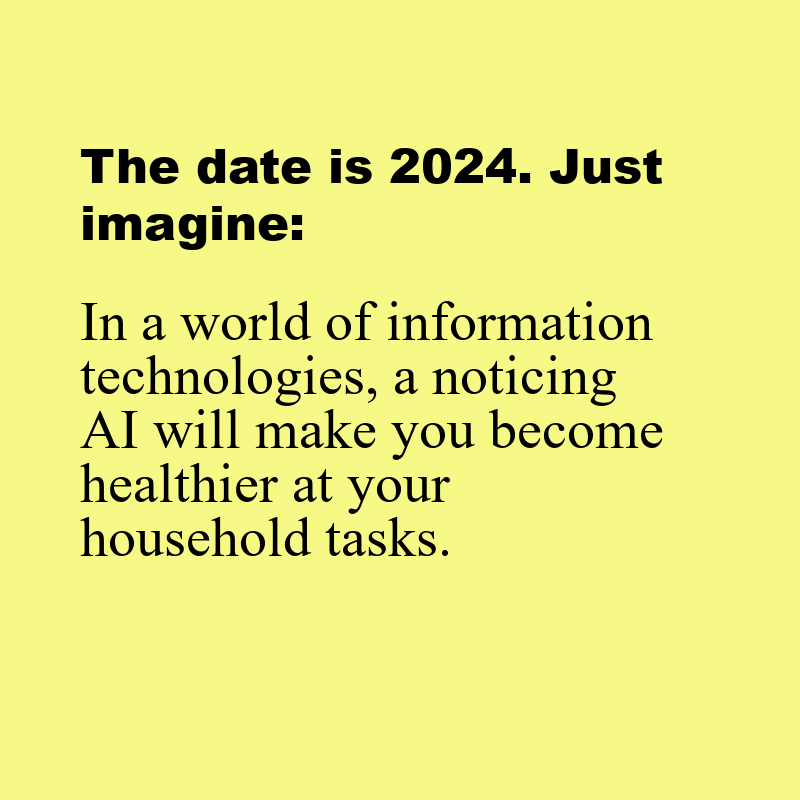 The date is 2024. Just
imagine:
In a world of information
technologies, a noticing
AI will make you become
healthier at your
household tasks.